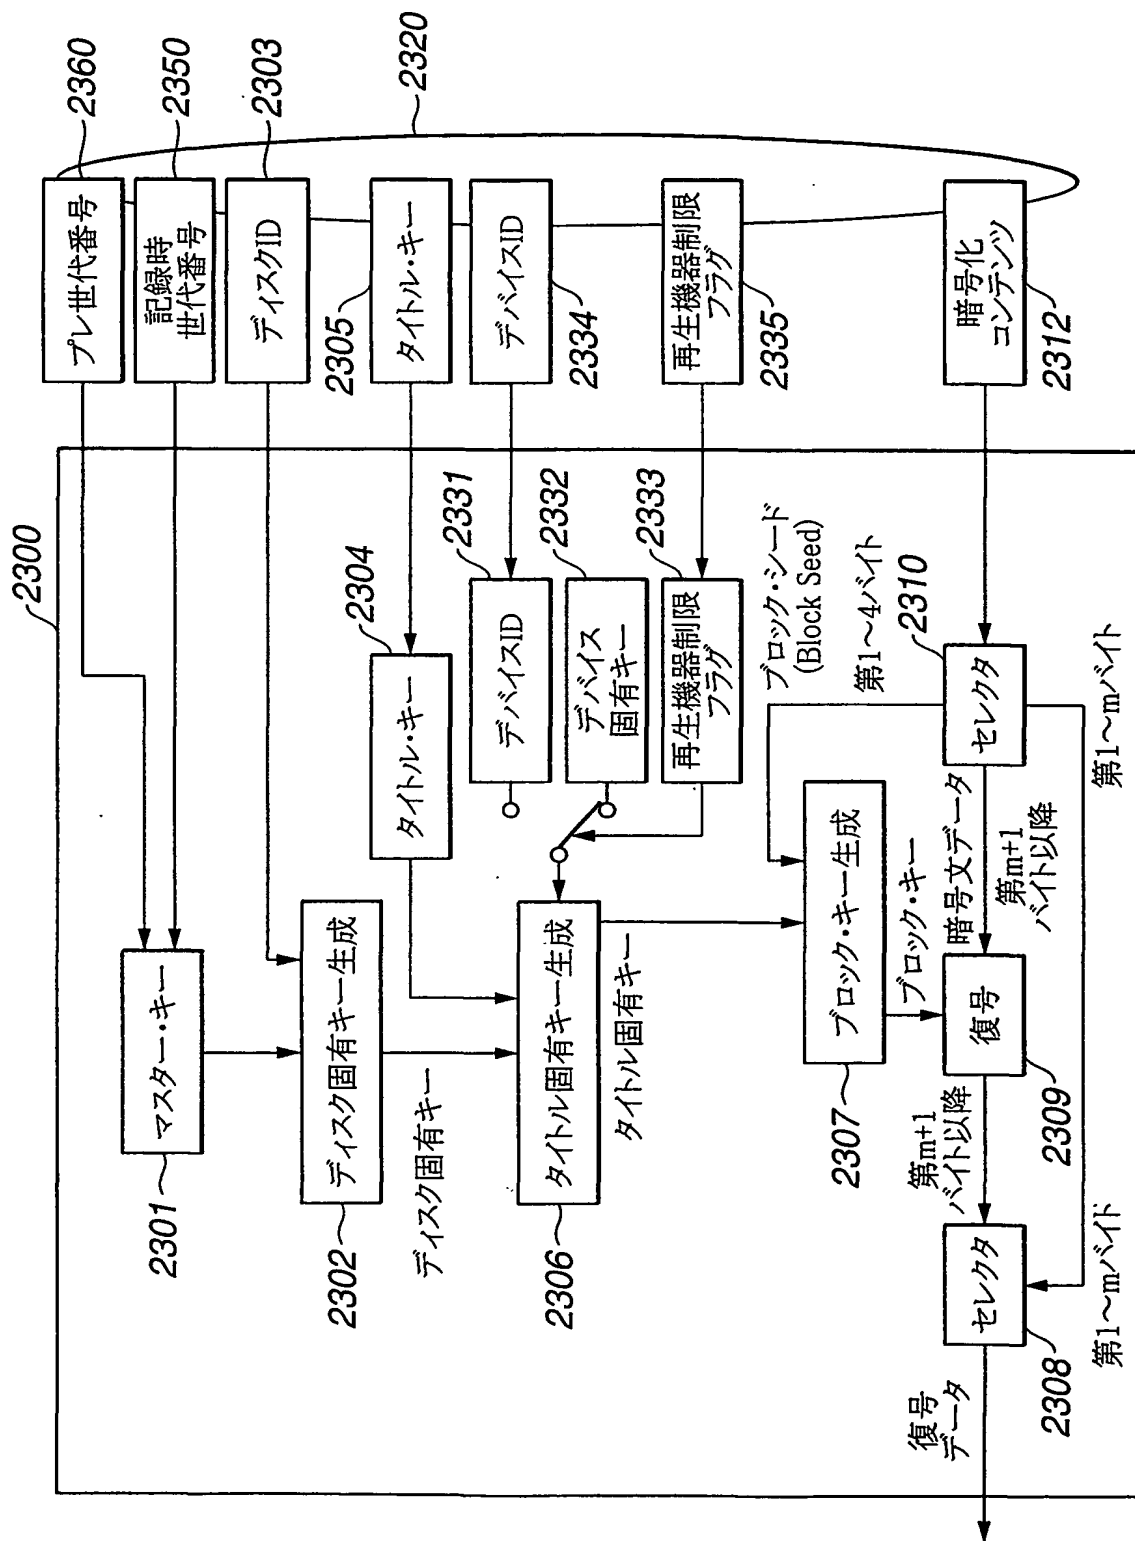 2300
プレ世代番号
2360
記録時
世代番号
2350
ディスクID
2303
2320
タイトル・キー
2305
デバイスID
2334
再生機器制限
フラグ
2335
暗号化
コンテンツ
2312
マスター・キー
2301
ディスク固有キー生成
2302
ディスク固有キー
タイトル・キー
2304
デバイスID
2331
デバイス
固有キー
2332
再生機器制限
フラグ
2333
タイトル固有キー生成
2306
タイトル固有キー
ブロック・シード
(Block Seed)
第1～4バイト
ブロック・キー生成
2307
ブロック・キー
セレクタ
2310
暗号文データ
第m+1
バイト以降
第1～mバイト
復号
2309
第m+1
バイト以降
セレクタ
2308
第1～mバイト
復号
データ